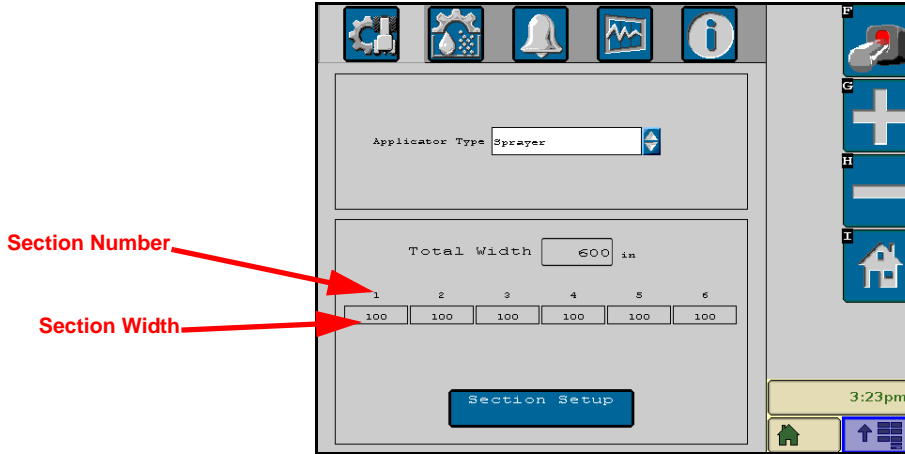 F
G
H
I
Applicator Type Sprayer
Section Number
Section Width
Total Width 600 in
1 2 3 4 5 6
100 100 100 100 100 100
Section Setup
3:23pm